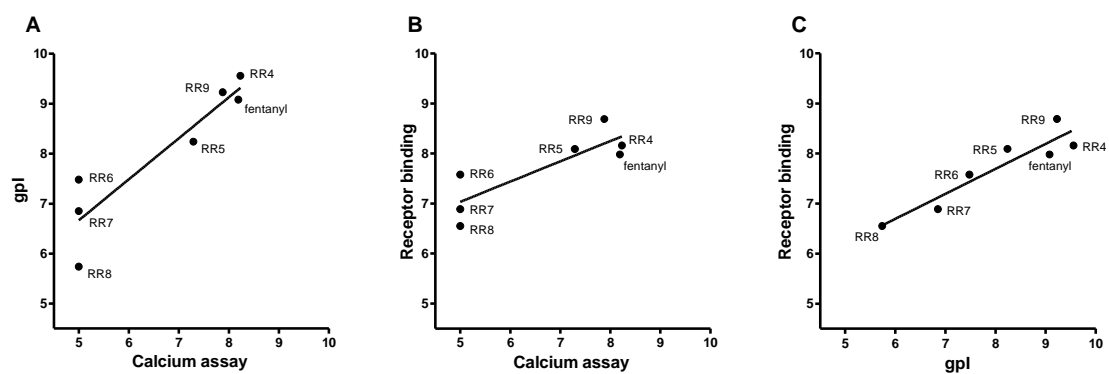 A
gpI
10
9
8
7
6
5
RR4
RR9
fentanyl
RR5
RR6
RR7
RR8
5 6 7 8 9 10
Calcium assay
B
Receptor binding
10
9
8
7
6
5
RR9
RR5
RR4
fentanyl
RR6
RR7
RR8
5 6 7 8 9 10
Calcium assay
C
Receptor binding
10
9
8
7
6
5
RR9
RR5
RR4
fentanyl
RR6
RR7
RR8
5 6 7 8 9 10
gpI